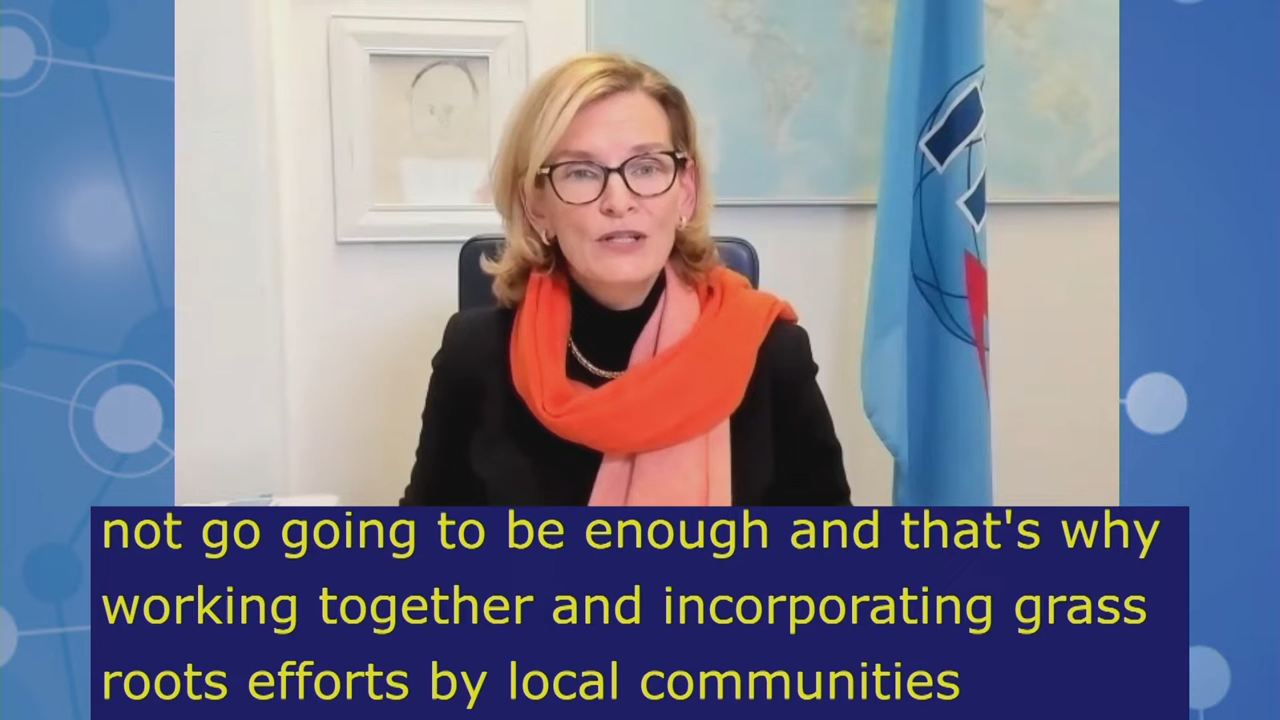 not go going to be enough and that's why
working together and incorporating grass
roots efforts by local communities